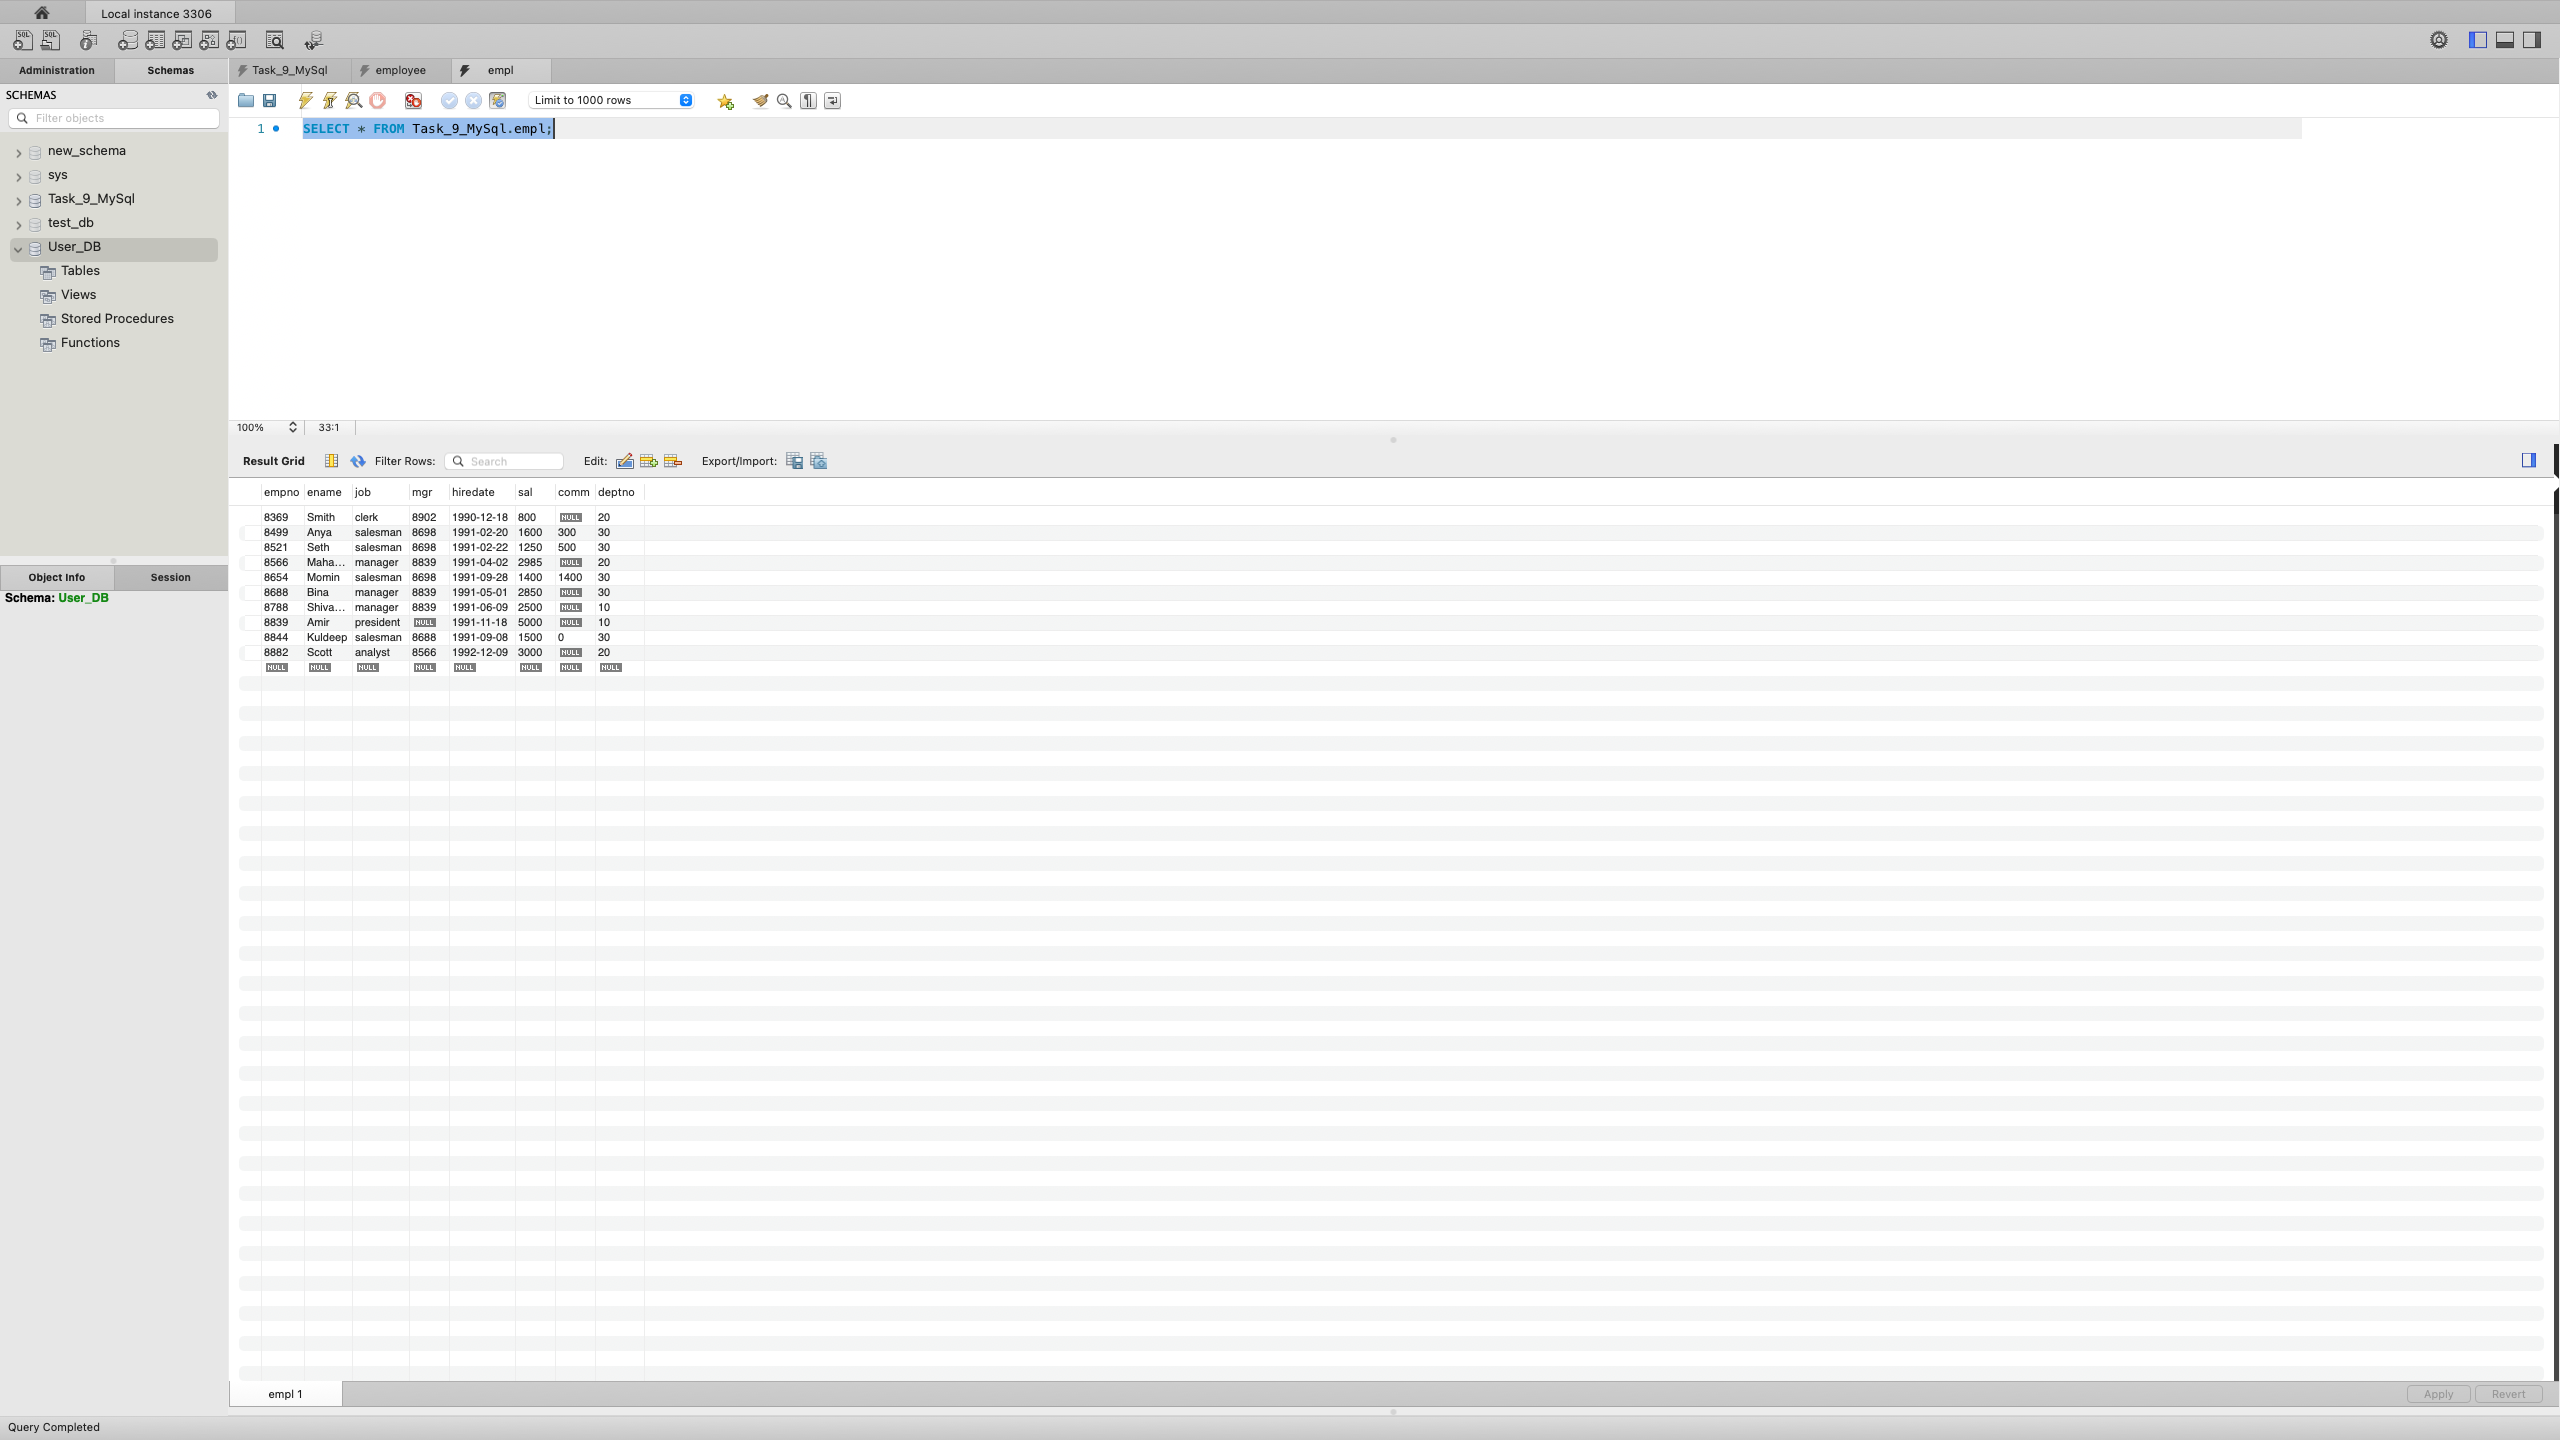 Local instance 3306
Administration Schemas Task_9_MySql employee empl
SCHEMAS
Limit to 1000 rows
Filter objects
1 SELECT * FROM Task_9_MySql.empl;
new_schema
sys
Task_9_MySql
test_db
User_DB
Tables
Views
Stored Procedures
Functions
100% 33:1
Result Grid Filter Rows: Search Edit: Export/Import:
empno ename job mgr hiredate sal comm deptno
8369 Smith clerk 8902 1990-12-18 800 NULL 20
8499 Anya salesman 8698 1991-02-20 1600 300 30
8521 Seth salesman 8698 1991-02-22 1250 500 30
8566 Maha... manager 8839 1991-04-02 2985 NULL 20
8654 Momin salesman 8698 1991-09-28 1400 1400 30
8688 Bina manager 8839 1991-05-01 2850 NULL 30
8788 Shiva... manager 8839 1991-06-09 2500 NULL 10
8839 Amir president NULL 1991-11-18 5000 NULL 10
8844 Kuldeep salesman 8688 1991-09-08 1500 0 30
8882 Scott analyst 8566 1992-12-09 3000 NULL 20
NULL NULL NULL NULL NULL NULL NULL NULL
Object Info Session
Schema: User_DB
empl 1
Apply Revert
Query Completed